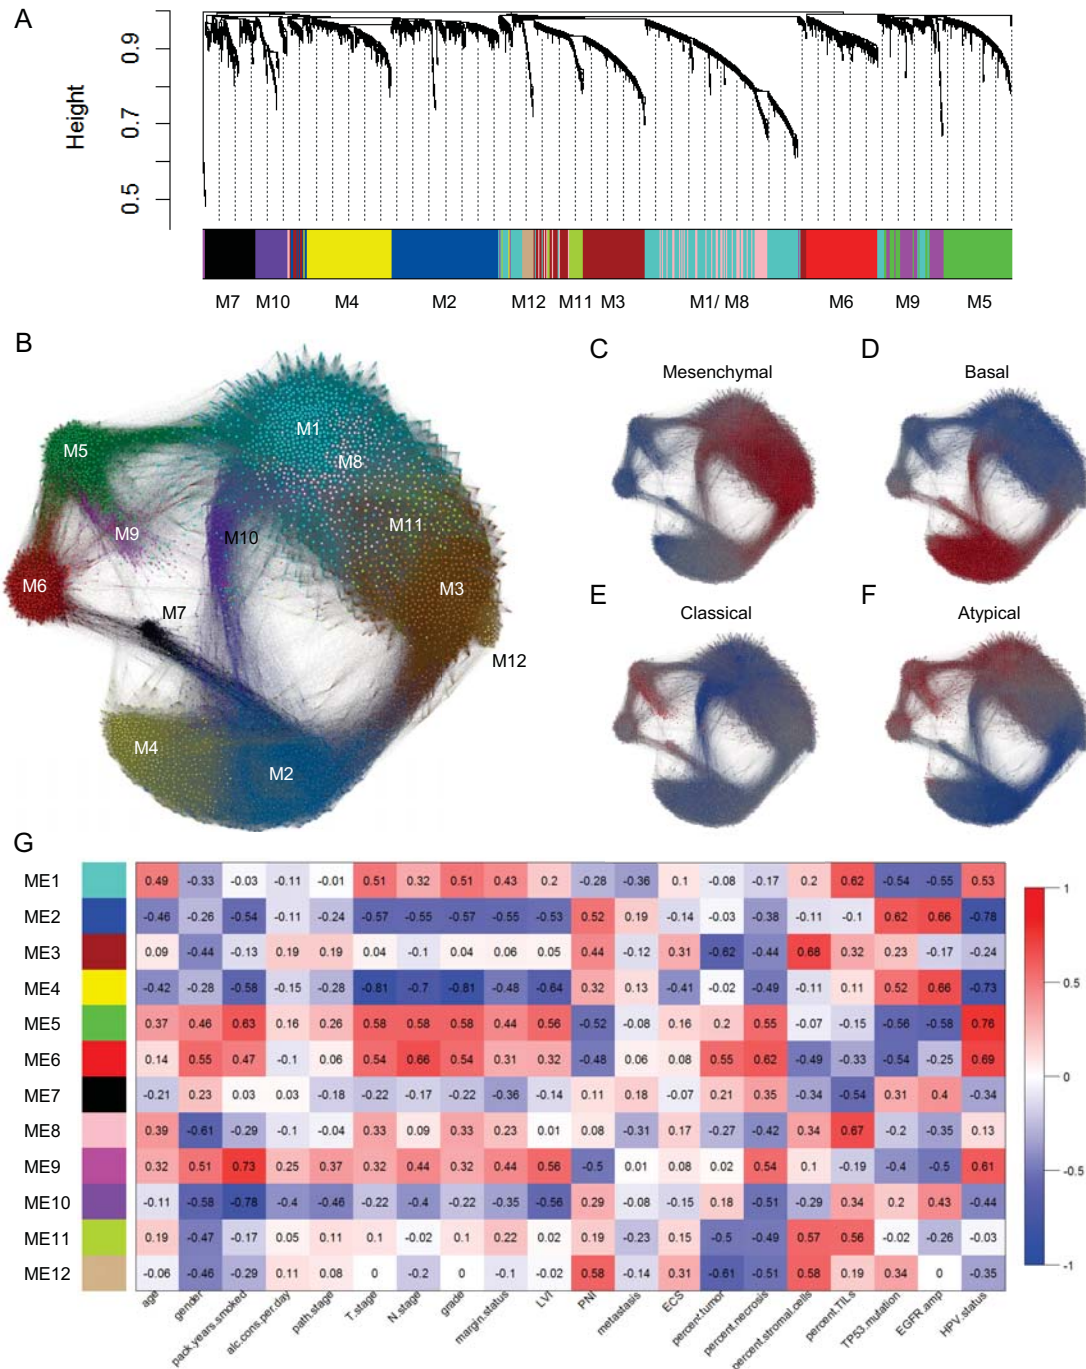 A
Height
0.9
0.7
0.5
M7 M10 M4 M2 M12 M11 M3 M1/ M8 M6 M9 M5
B
M1
M5
M8
M11
M9
M10
M6
M3
M7
M12
M4
M2
C
Mesenchymal
D
Basal
E
Classical
F
Atypical
G
ME1 0.49 -0.33 -0.03 -0.11 -0.01 0.51 0.32 0.51 0.43 0.2 -0.28 -0.36 0.1 -0.08 -0.17 0.2 0.62 -0.54 -0.55 0.53
ME2 -0.46 -0.26 -0.54 -0.11 -0.24 -0.57 -0.55 -0.57 -0.55 -0.53 0.52 0.19 -0.14 -0.03 -0.38 -0.11 -0.1 0.62 0.66 -0.78
ME3 0.09 -0.44 -0.13 0.19 0.19 0.04 -0.1 0.04 0.06 0.05 0.44 -0.12 0.31 -0.62 -0.44 0.68 0.32 0.23 -0.17 -0.24
ME4 -0.42 -0.28 -0.58 -0.15 -0.28 -0.81 -0.7 -0.81 -0.48 -0.64 0.32 0.13 -0.41 -0.02 -0.49 -0.11 0.11 0.52 0.66 -0.73
ME5 0.37 0.46 0.63 0.16 0.26 0.58 0.58 0.58 0.44 0.56 -0.52 -0.08 0.16 0.2 0.55 -0.07 -0.15 -0.56 -0.58 0.76
ME6 0.14 0.55 0.47 -0.1 0.06 0.54 0.66 0.54 0.31 0.32 -0.48 0.06 0.08 0.55 0.62 -0.49 -0.33 -0.54 -0.25 0.69
ME7 -0.21 0.23 0.03 0.03 -0.18 -0.22 -0.17 -0.22 -0.36 -0.14 0.11 0.18 -0.07 0.21 0.35 -0.34 -0.54 0.31 0.4 -0.34
ME8 0.39 -0.61 -0.29 -0.1 -0.04 0.33 0.09 0.33 0.23 0.01 0.08 -0.31 0.17 -0.27 -0.42 0.34 0.67 -0.2 -0.35 0.13
ME9 0.32 0.51 0.73 0.25 0.37 0.32 0.44 0.32 0.44 0.56 -0.5 0.01 0.08 0.02 0.54 0.1 -0.19 -0.4 -0.5 0.61
ME10 -0.11 -0.58 -0.78 -0.4 -0.46 -0.22 -0.4 -0.22 -0.35 -0.56 0.29 -0.08 -0.15 0.18 -0.51 -0.29 0.34 0.2 0.43 -0.44
ME11 0.19 -0.47 -0.17 0.05 0.11 0.1 -0.02 0.1 0.22 0.02 0.19 -0.23 0.15 -0.5 -0.49 0.57 0.56 -0.02 -0.26 -0.03
ME12 -0.06 -0.46 -0.29 0.11 0.08 0 -0.2 0 -0.1 -0.02 0.58 -0.14 0.31 -0.61 -0.51 0.58 0.19 0.34 0 -0.35
age gender pack.years.smoked alc.cons.per.day path.stage T.stage N.stage grade margin.status LVI PNI metastasis ECS percent.tumor percent.necrosis percent.stromal.cells percent.TILs TP53.mutation EGFR.amp HPV.status
1
0.5
0
-0.5
-1